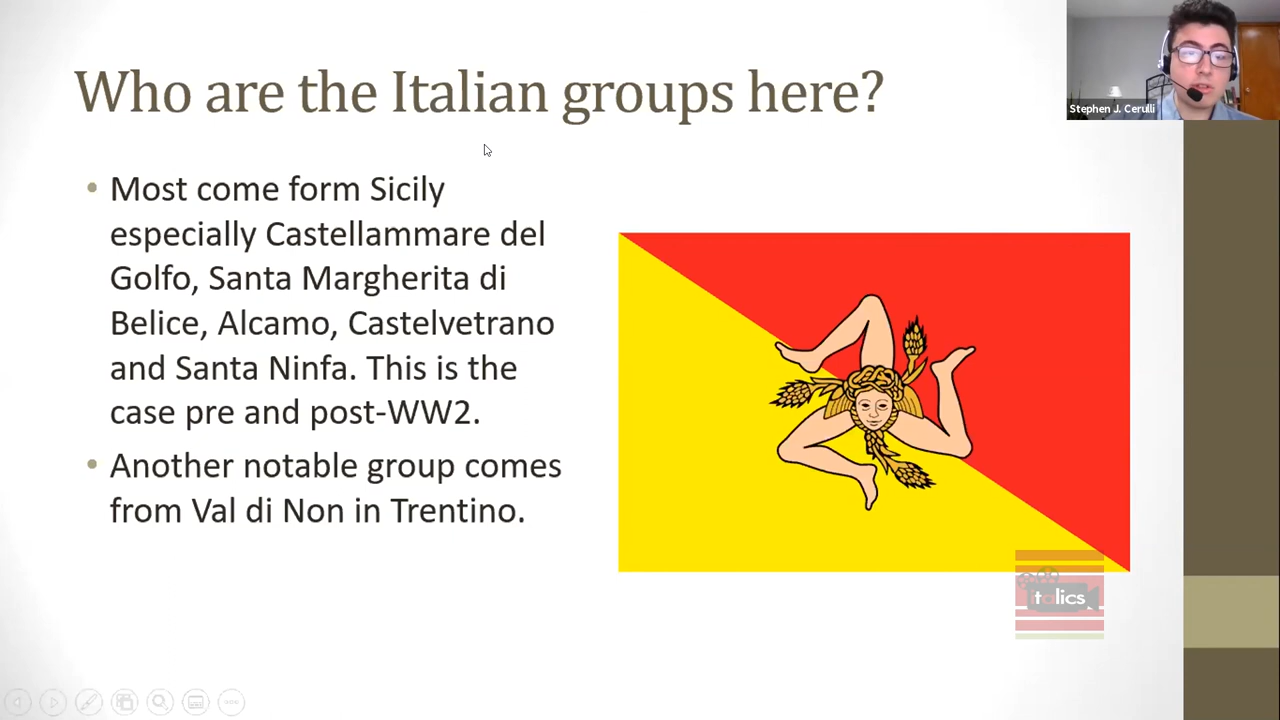 Who are the Italian groups here?
Stephen J. Cerulli
• Most come form Sicily
especially Castellammare del
Golfo, Santa Margherita di
Belice, Alcamo, Castelvetrano
and Santa Ninfa. This is the
case pre and post-WW2.
• Another notable group comes
from Val di Non in Trentino.
italics